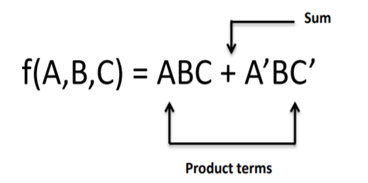 Sum
f(A,B,C) = ABC + A’BC’
Product terms